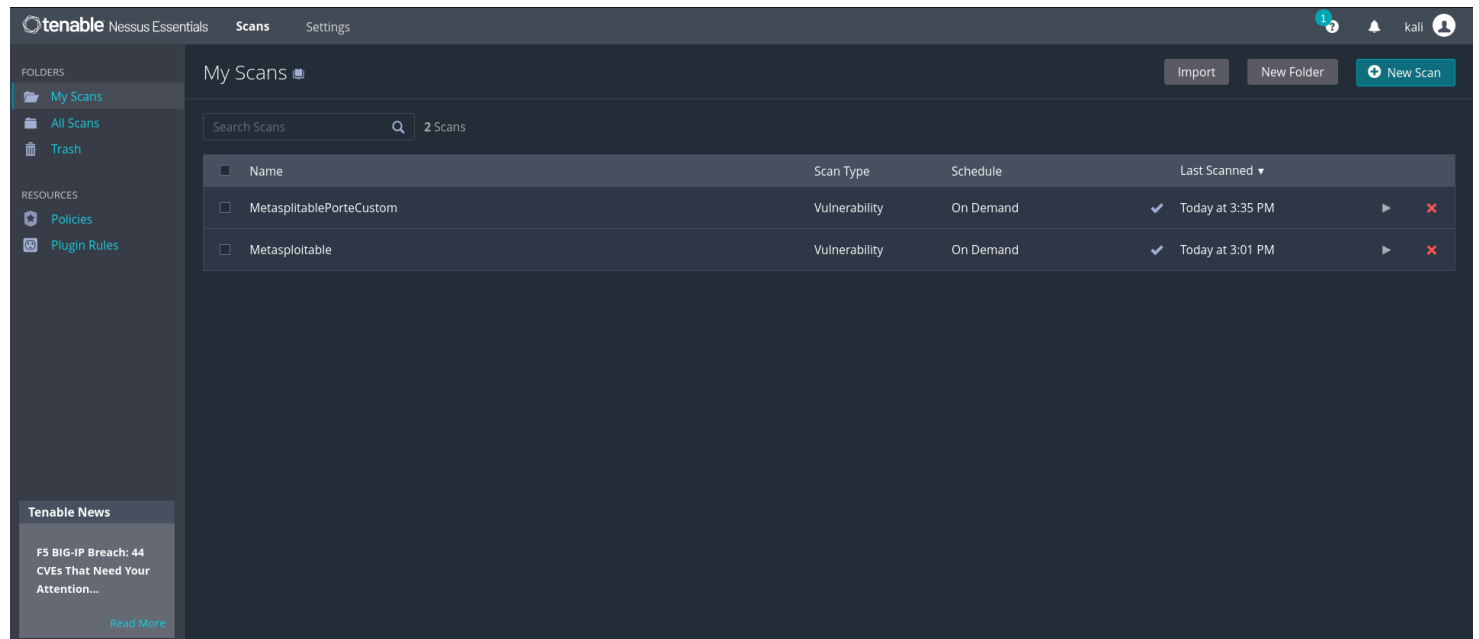 tenable Nessus Essentials Scans Settings 1 ? kali
FOLDERS
My Scans
All Scans
Trash
RESOURCES
Policies
Plugin Rules
Tenable News
F5 BIG-IP Breach: 44
CVEs That Need Your
Attention...
Read More
My Scans Import New Folder New Scan
Search Scans 2 Scans
Name Scan Type Schedule Last Scanned
MetasplitablePorteCustom Vulnerability On Demand Today at 3:35 PM
Metasploitable Vulnerability On Demand Today at 3:01 PM